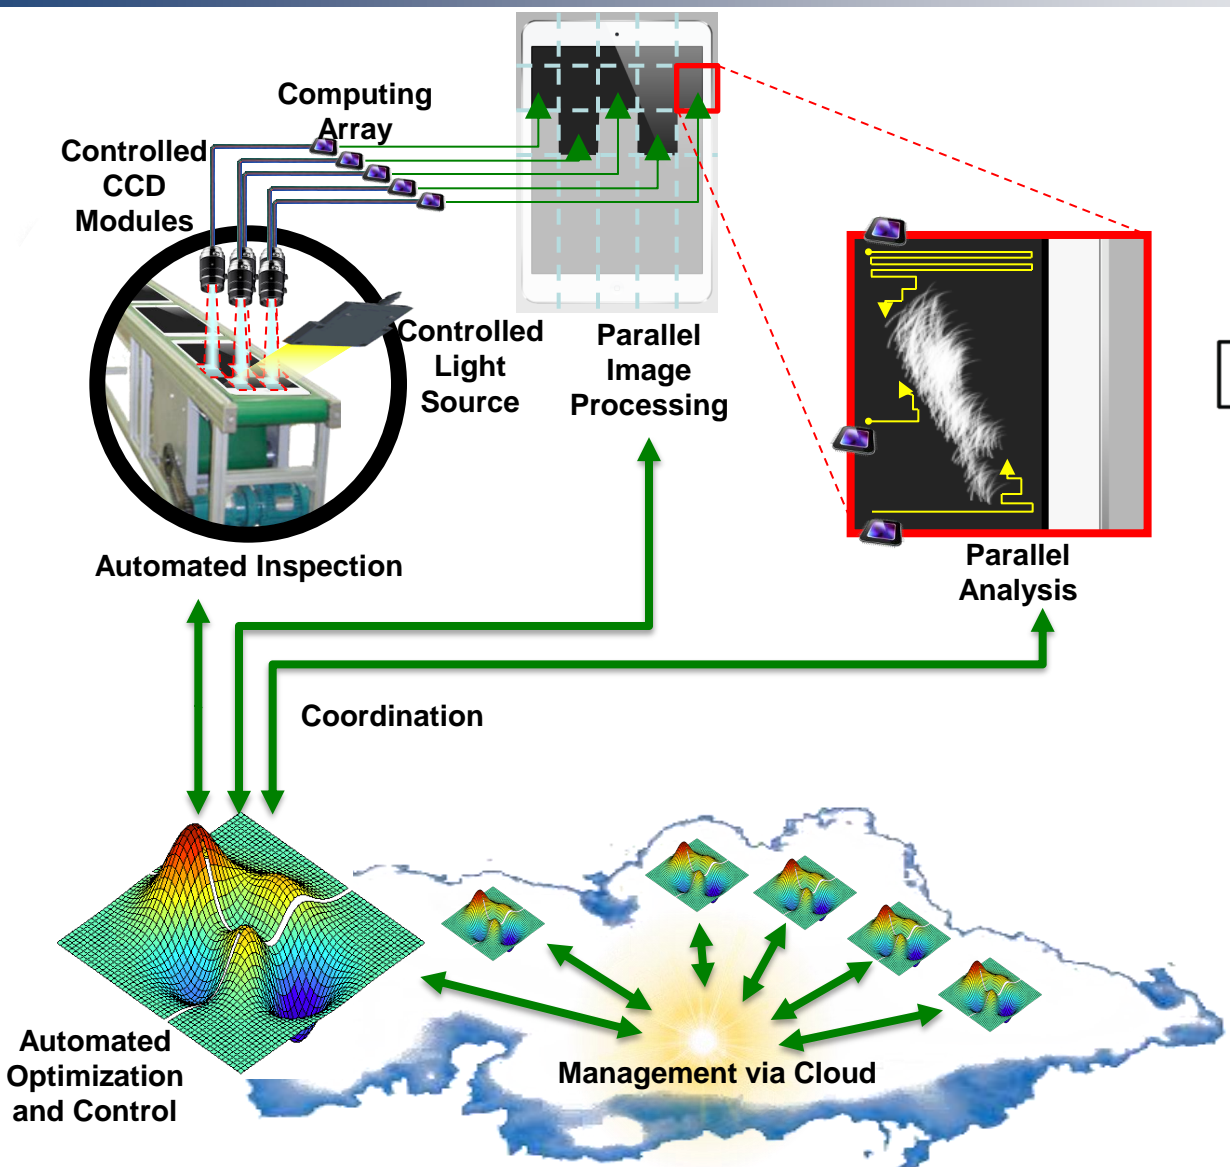 Computing
Array
Controlled
CCD
Modules
Controlled
Light
Source
Parallel
Image
Processing
Automated Inspection
Parallel
Analysis
Coordination
Automated
Optimization
and Control
Management via Cloud